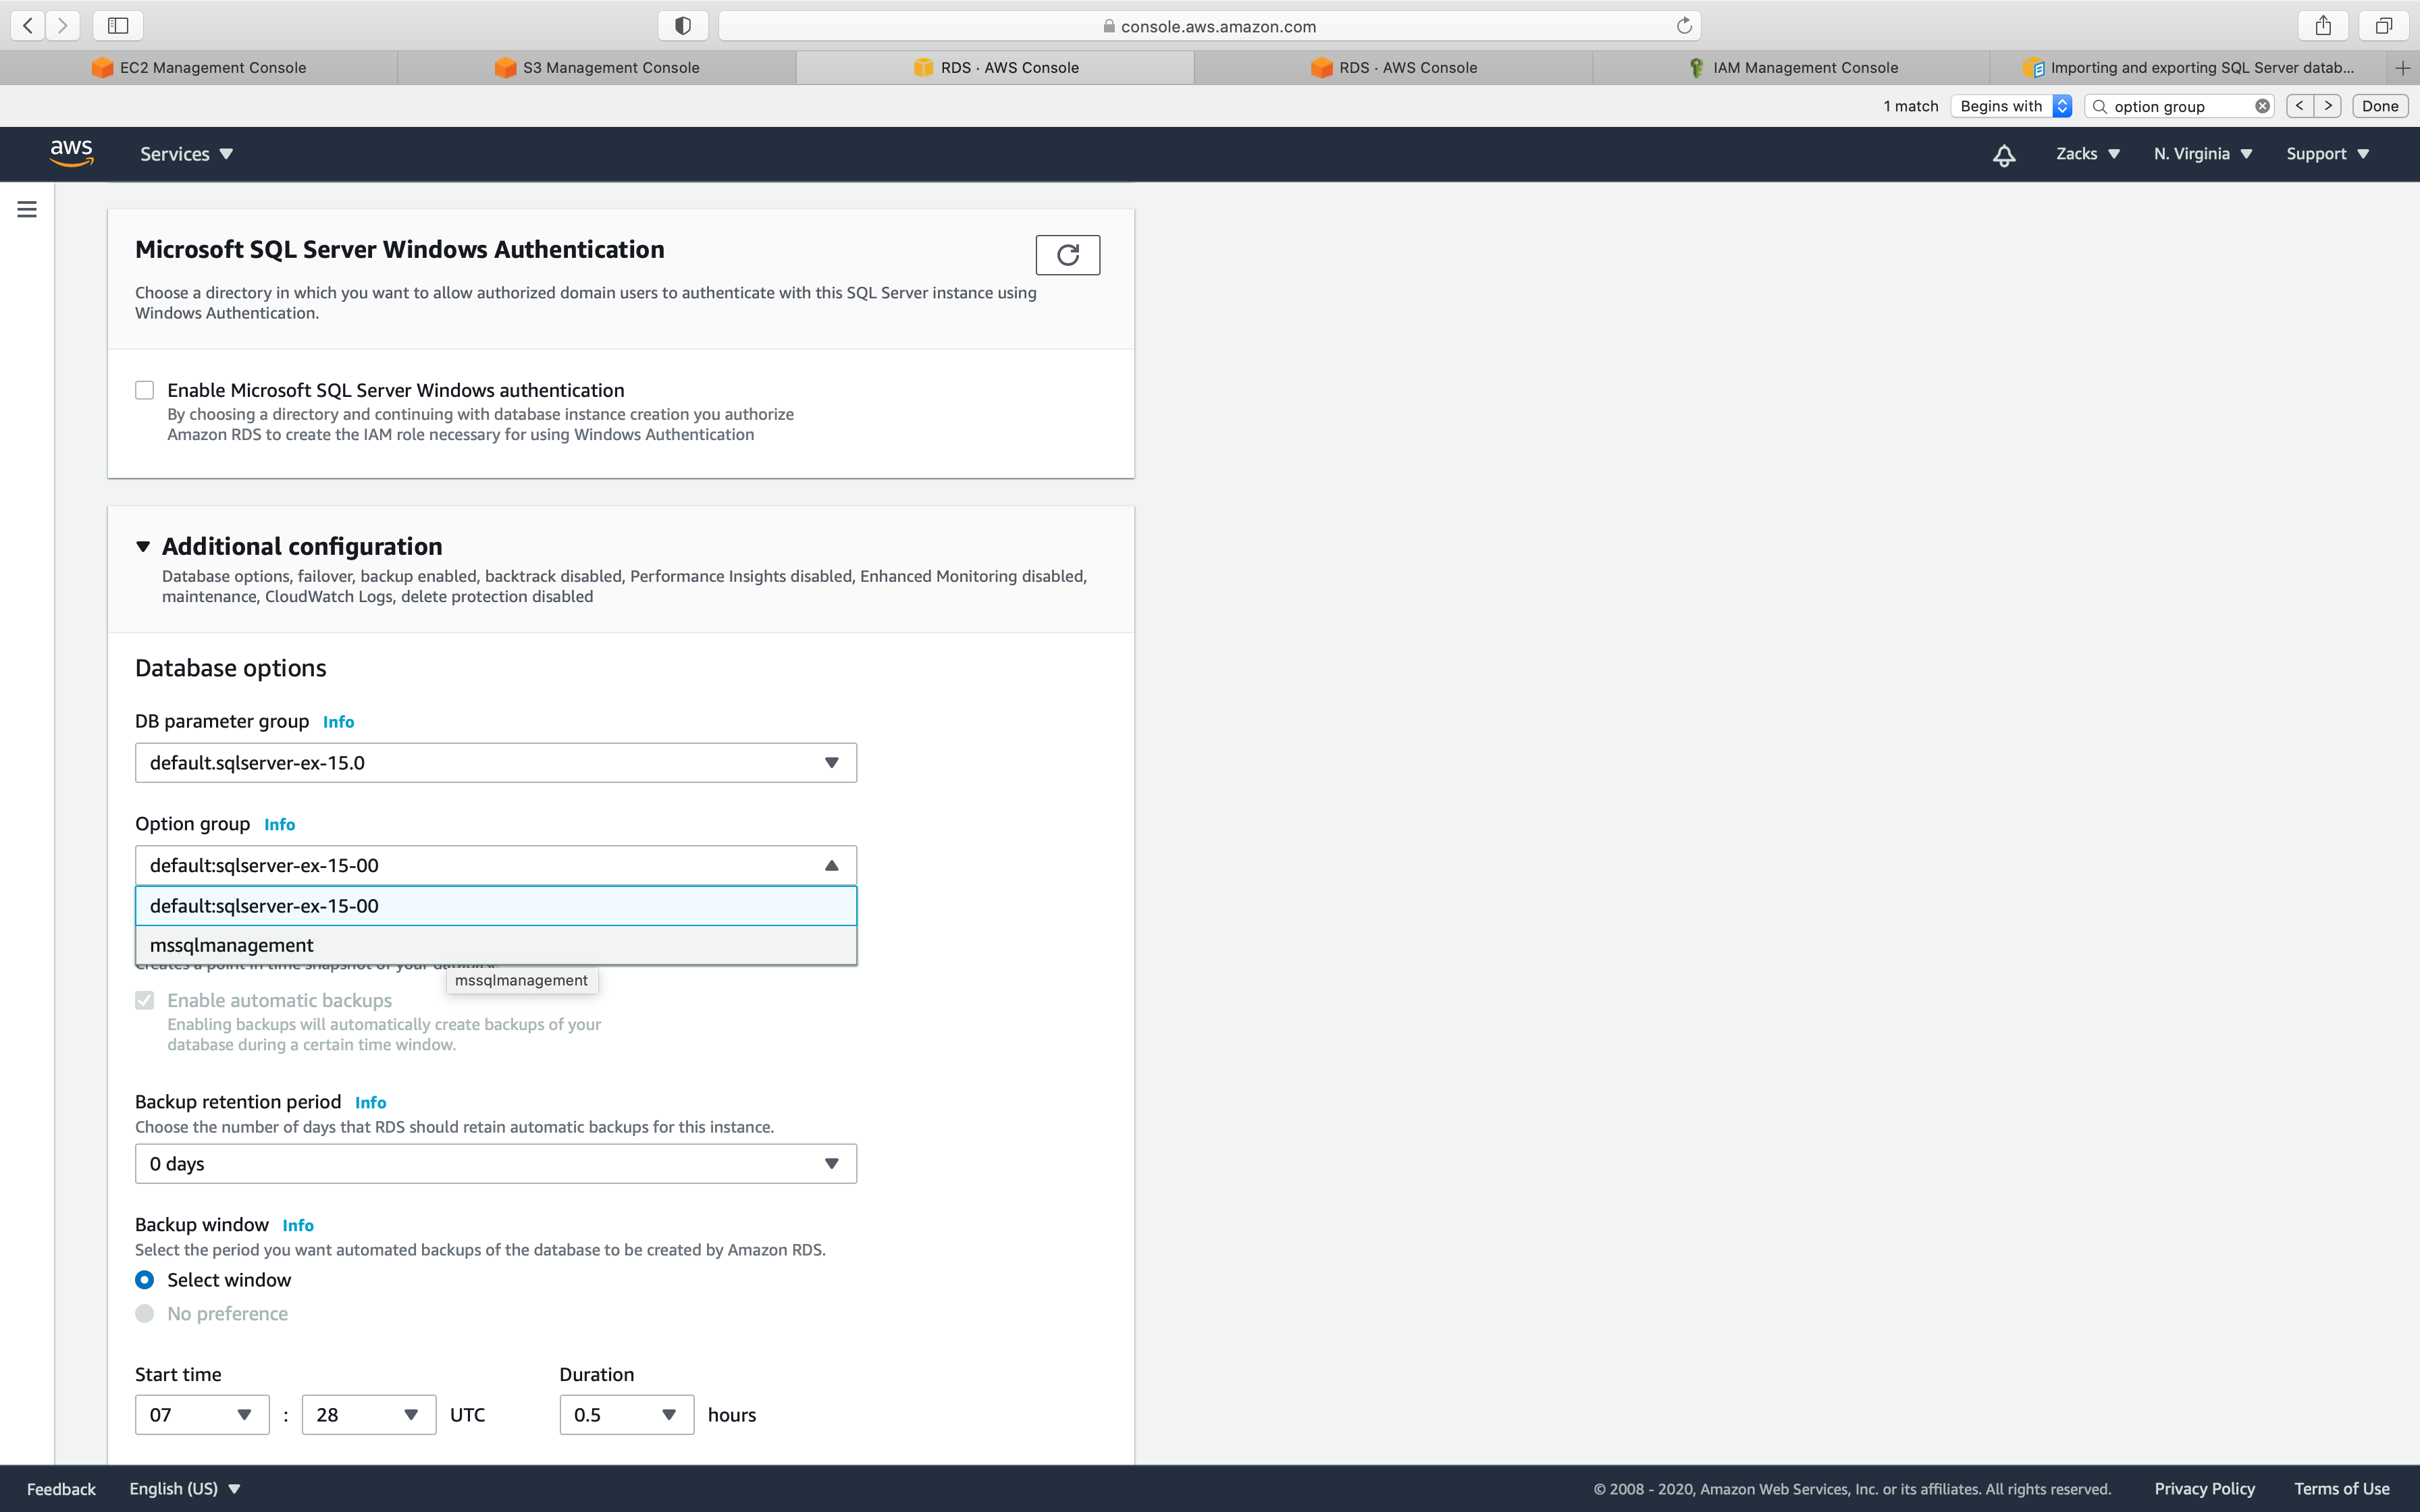 console.aws.amazon.com
EC2 Management Console
S3 Management Console
RDS · AWS Console
RDS · AWS Console
IAM Management Console
Importing and exporting SQL Server datab...
1 match
Begins with
option group
Done
aws
Services
Zacks
N. Virginia
Support
Microsoft SQL Server Windows Authentication
Choose a directory in which you want to allow authorized domain users to authenticate with this SQL Server instance using
Windows Authentication.
Enable Microsoft SQL Server Windows authentication
By choosing a directory and continuing with database instance creation you authorize
Amazon RDS to create the IAM role necessary for using Windows Authentication
Additional configuration
Database options, failover, backup enabled, backtrack disabled, Performance Insights disabled, Enhanced Monitoring disabled,
maintenance, CloudWatch Logs, delete protection disabled
Database options
DB parameter group Info
default.sqlserver-ex-15.0
Option group Info
default:sqlserver-ex-15-00
default:sqlserver-ex-15-00
mssqlmanagement
Creates a point in time snapshot of your database
mssqlmanagement
Enable automatic backups
Enabling backups will automatically create backups of your
database during a certain time window.
Backup retention period Info
Choose the number of days that RDS should retain automatic backups for this instance.
0 days
Backup window Info
Select the period you want automated backups of the database to be created by Amazon RDS.
Select window
No preference
Start time
Duration
07 : 28 UTC
0.5 hours
Feedback
English (US)
© 2008 - 2020, Amazon Web Services, Inc. or its affiliates. All rights reserved.
Privacy Policy
Terms of Use